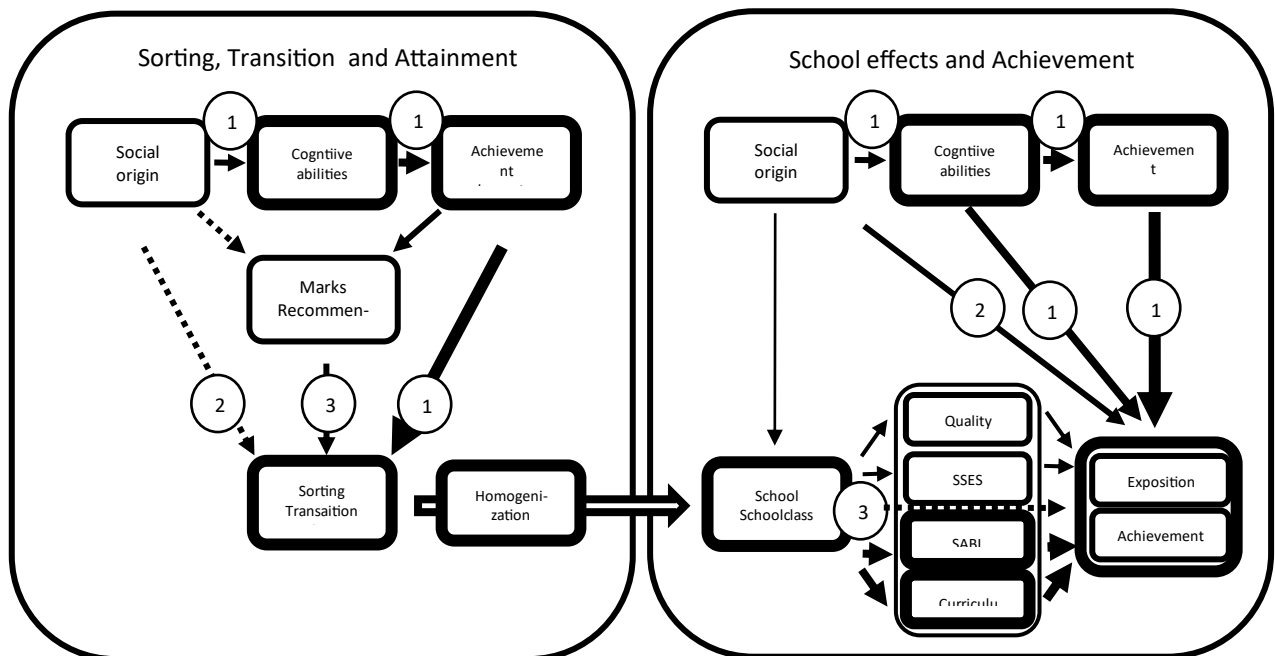 Sorting, Transition and Attainment
1
1
Social
origin
Cogntiive
abilities
Achieveme
nt
Marks
Recommen-
2
3
1
Sorting
Transaition
Homogeni-
zation
School effects and Achievement
1
1
Social
origin
Cogntiive
abilities
Achievemen
t
2
1
1
Quality
SSES
School
Schoolclass
3
SABL
Curriculu
Exposition
Achievement